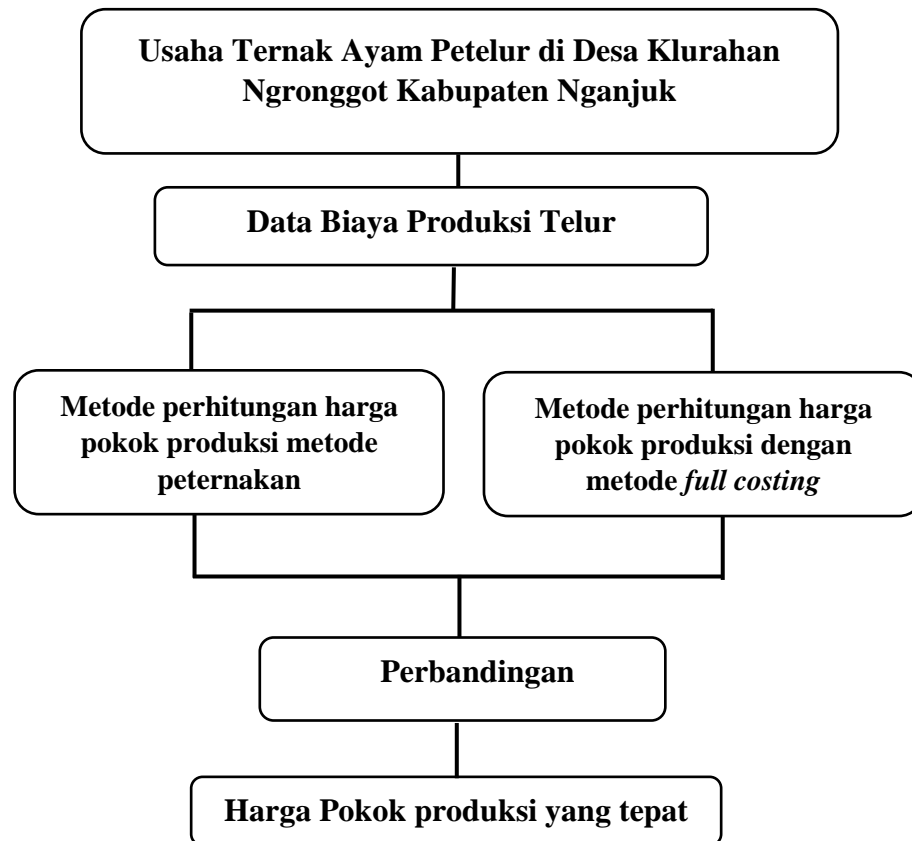 Usaha Ternak Ayam Petelur di Desa Klurahan
Ngronggot Kabupaten Nganjuk
Data Biaya Produksi Telur
Metode perhitungan harga
pokok produksi metode
peternakan
Metode perhitungan harga
pokok produksi dengan
metode full costing
Perbandingan
Harga Pokok produksi yang tepat